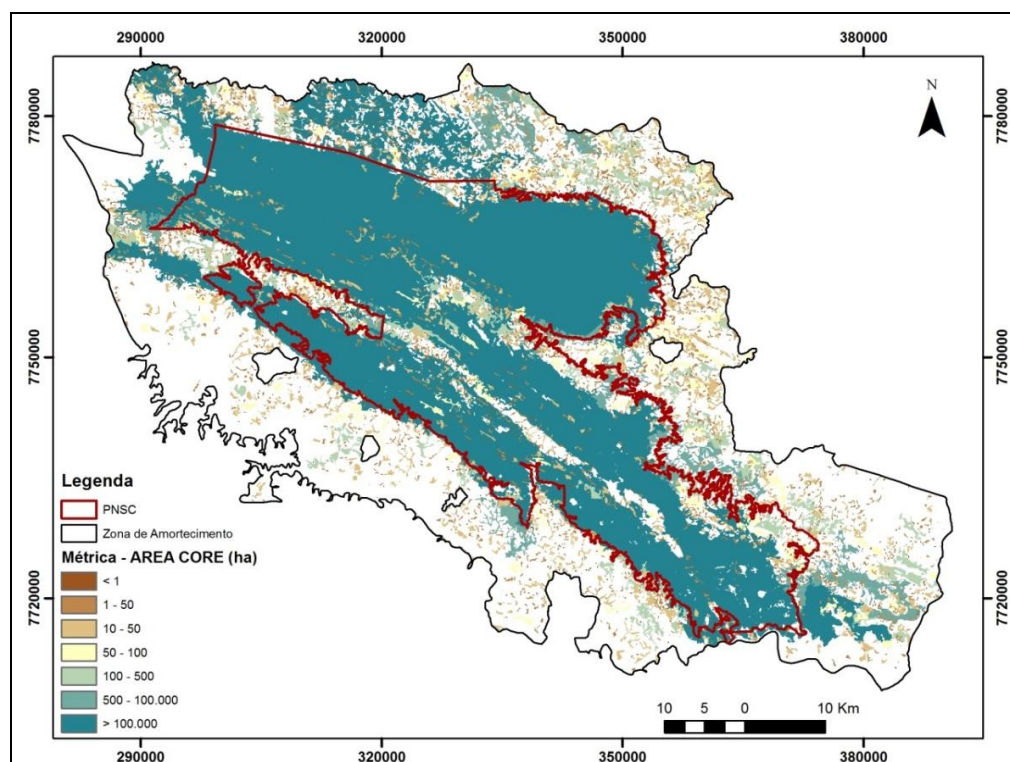 290000 320000 350000 380000
N
7780000 7780000
7750000 7750000
7720000 7720000
Legenda
PNSC
Zona de Amortecimento
Métrica - AREA CORE (ha)
< 1
1 - 50
10 - 50
50 - 100
100 - 500
500 - 100.000
> 100.000
10 5 0 10 Km
290000 320000 350000 380000